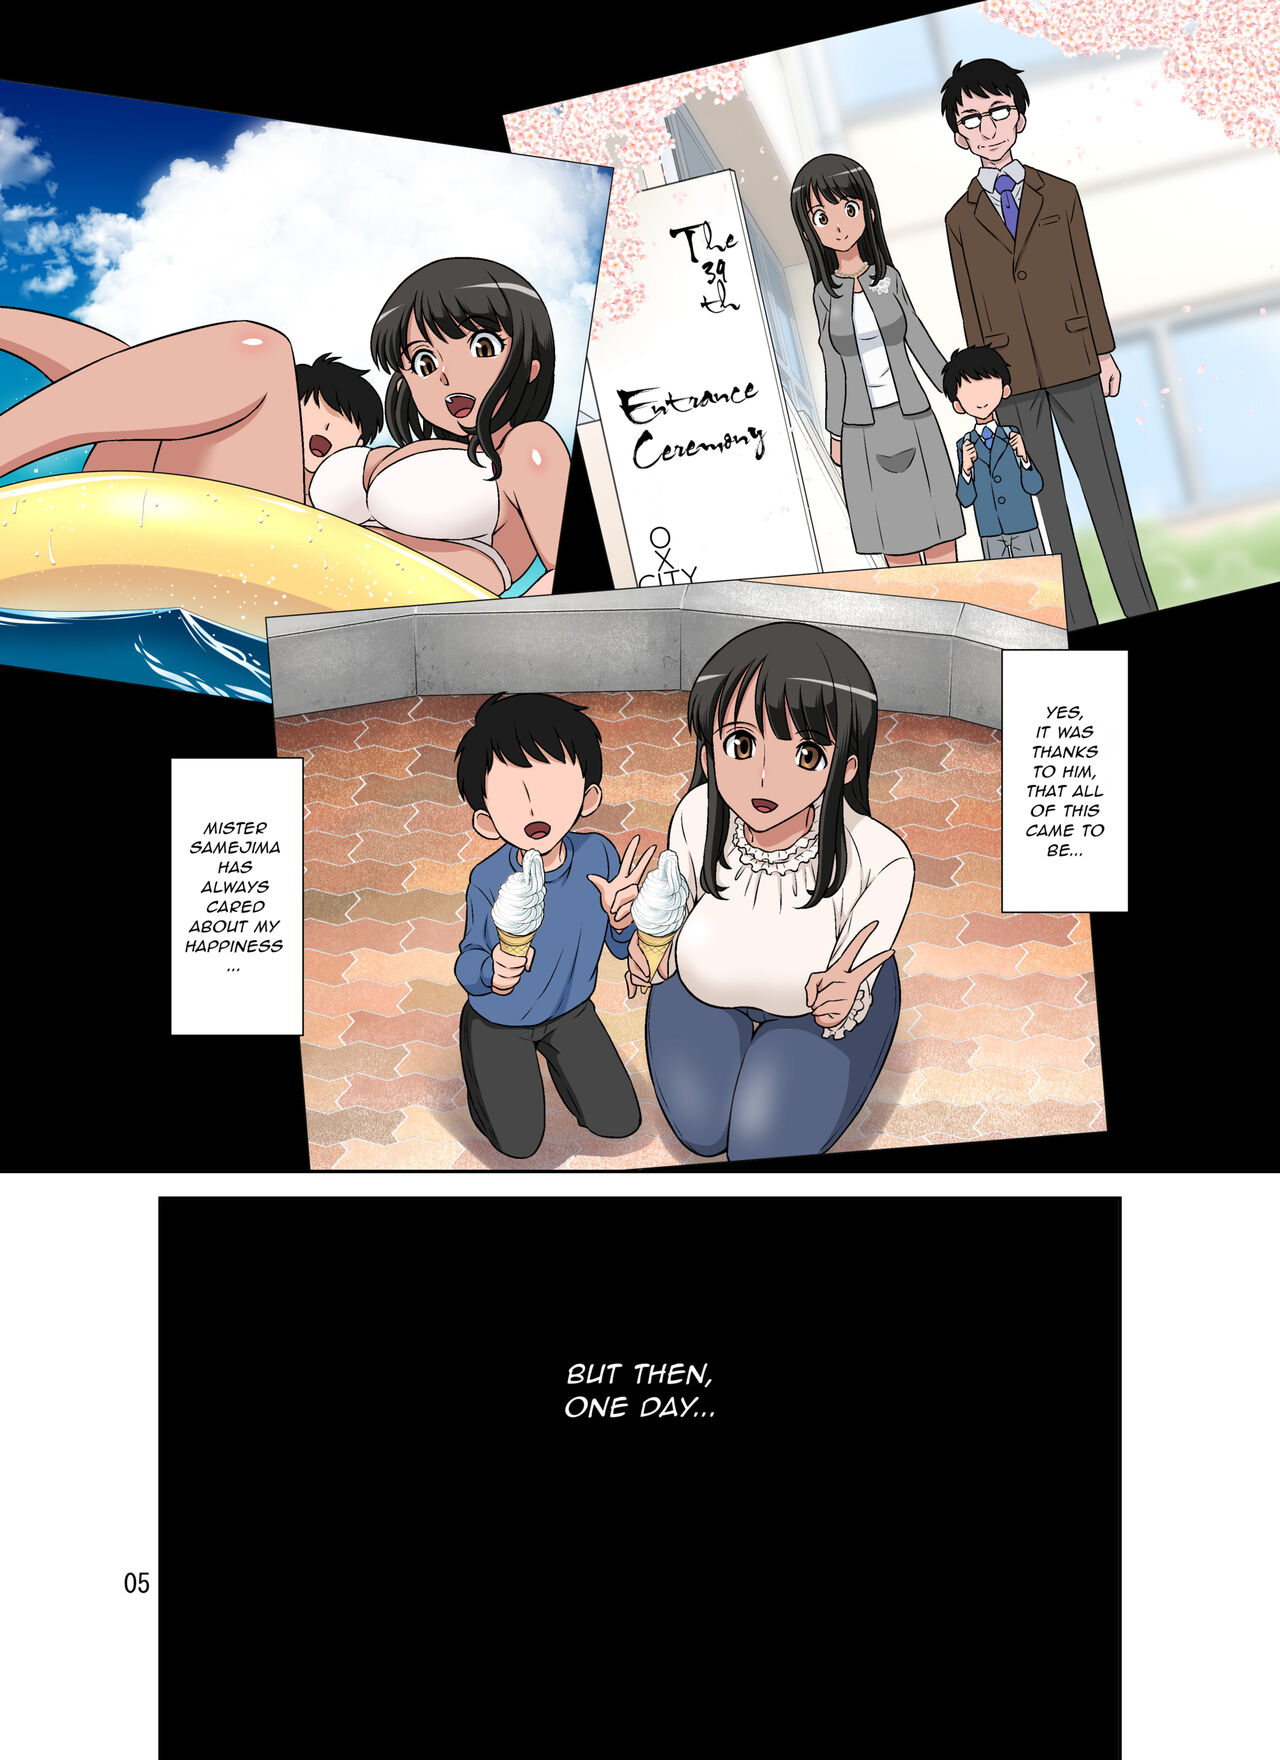 The
39
th
Entrance
Ceremony
O
X
CITY
YES,
IT WAS
THANKS
TO HIM,
THAT ALL
OF THIS
CAME TO
BE...
MISTER
SAMEJIMA
HAS
ALWAYS
CARED
ABOUT MY
HAPPINESS
...
BUT THEN,
ONE DAY...
05